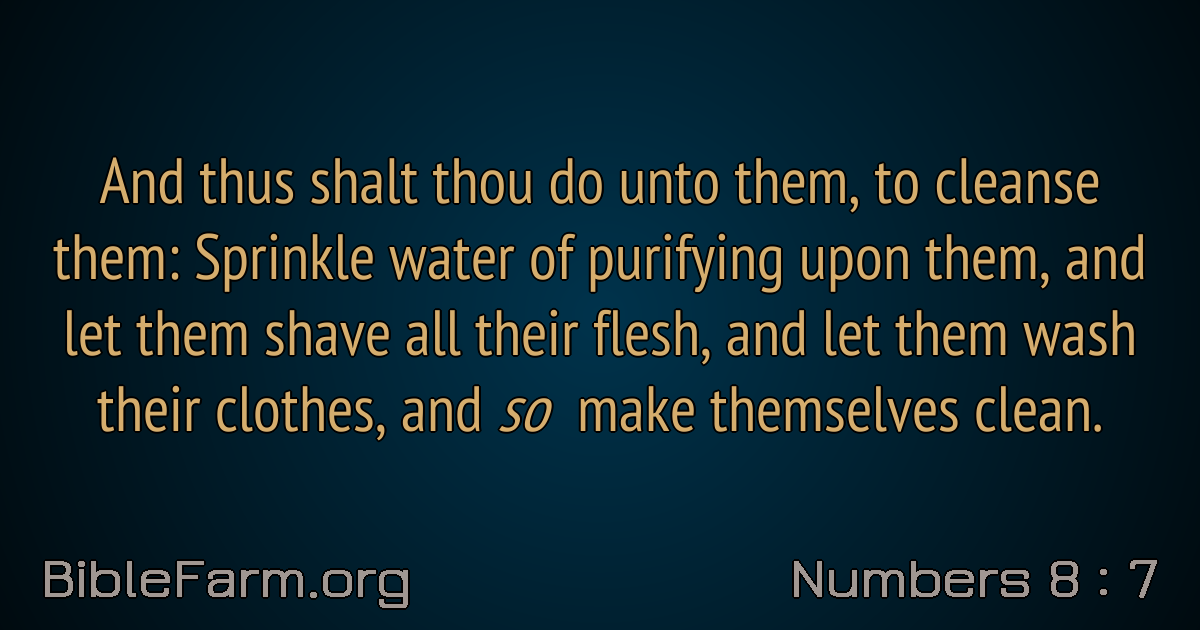 And thus shalt thou do unto them, to cleanse
them: Sprinkle water of purifying upon them, and
let them shave all their flesh, and let them wash
their clothes, and so make themselves clean.
BibleFarm.org
Numbers 8 : 7